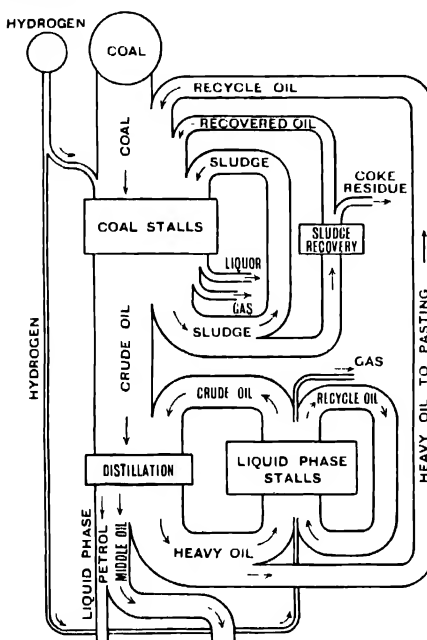 HYDROGEN
COAL
RECYCLE OIL
RECOVERED OIL
COAL
SLUDGE
COKE
RESIDUE
COAL STALLS
SLUDGE
RECOVERY
LIQUOR
GAS
SLUDGE
HYDROGEN
CRUDE OIL
HEAVY OIL TO PASTING
GAS
CRUDE OIL
RECYCLE OIL
DISTILLATION
LIQUID PHASE
STALLS
LIQUID PHASE
PETROL
MIDDLE OIL
HEAVY OIL